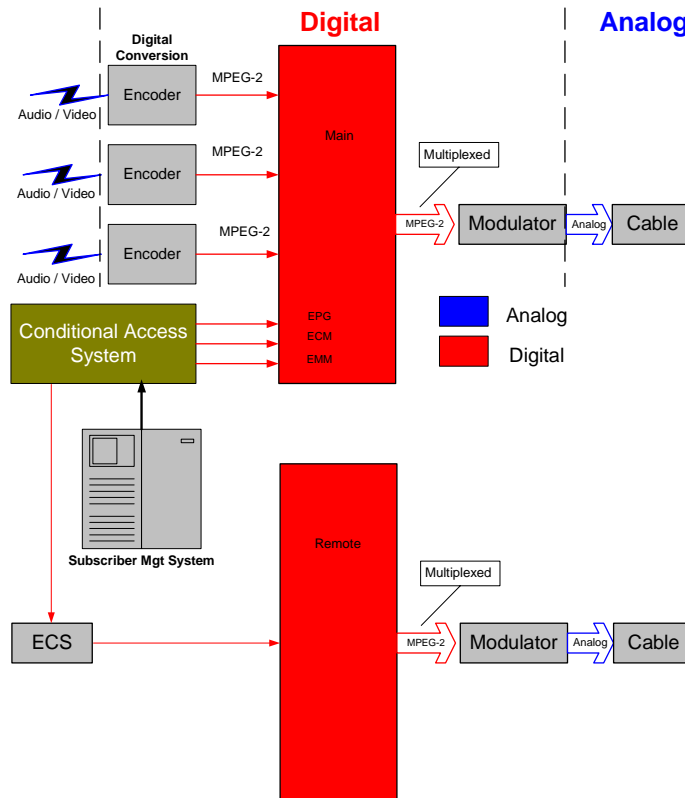 Digital
Analog
Digital
Conversion
Encoder
MPEG-2
Audio / Video
Main
Encoder
MPEG-2
Audio / Video
Multiplexed
Encoder
MPEG-2
Audio / Video
MPEG-2
Modulator
Analog
Cable
Conditional Access
System
EPG
ECM
EMM
Analog
Digital
Subscriber Mgt System
Remote
Multiplexed
ECS
MPEG-2
Modulator
Analog
Cable